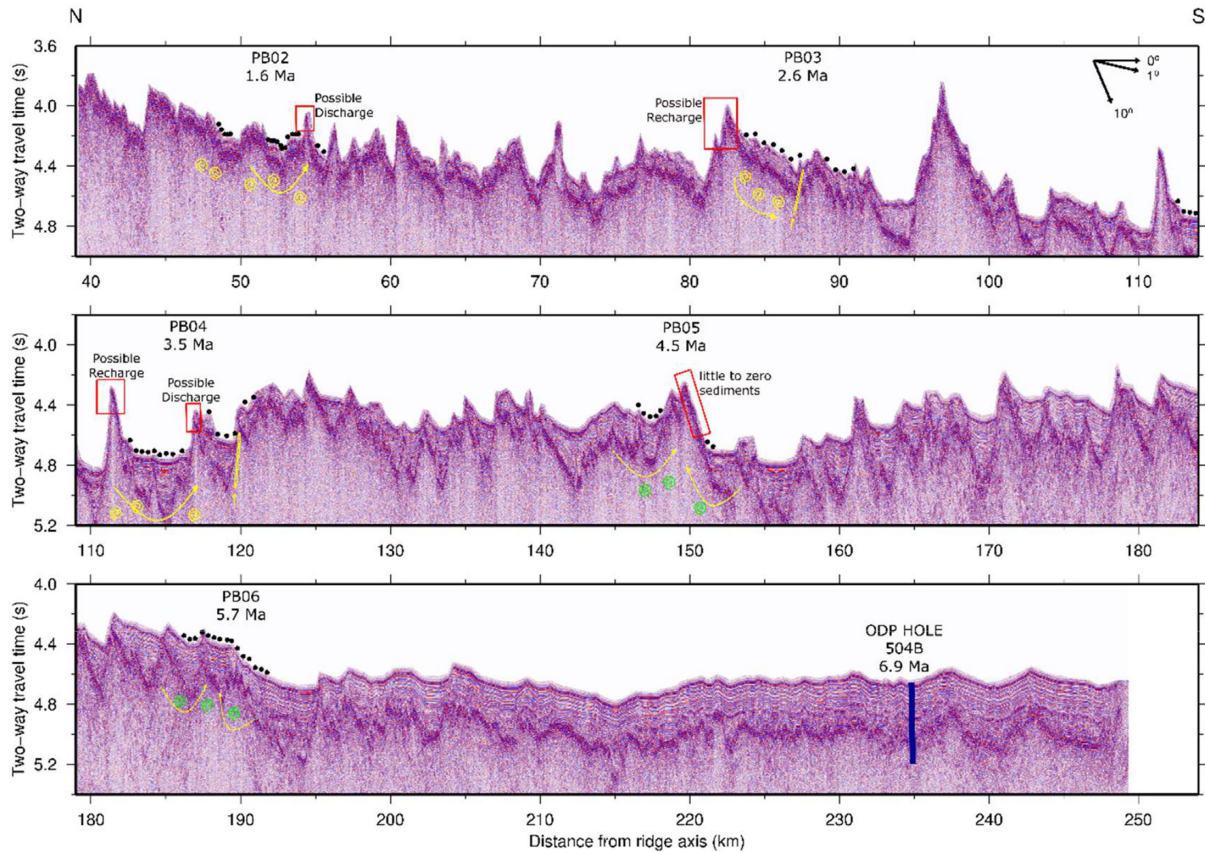 N
S
PB02
1.6 Ma
Possible
Discharge
PB03
2.6 Ma
Possible
Recharge
0°
1°
10°
Two-way travel time (s)
3.6
4.0
4.4
4.8
40 50 60 70 80 90 100 110
PB04
3.5 Ma
Possible
Recharge
Possible
Discharge
PB05
4.5 Ma
little to zero
sediments
Two-way travel time (s)
4.0
4.4
4.8
5.2
110 120 130 140 150 160 170 180
PB06
5.7 Ma
ODP HOLE
504B
6.9 Ma
Two-way travel time (s)
4.0
4.4
4.8
5.2
180 190 200 210 220 230 240 250
Distance from ridge axis (km)